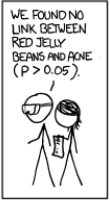 WE FOUND NO
LINK BETWEEN
RED JELLY
BEANS AND ACNE
(P > 0.05).